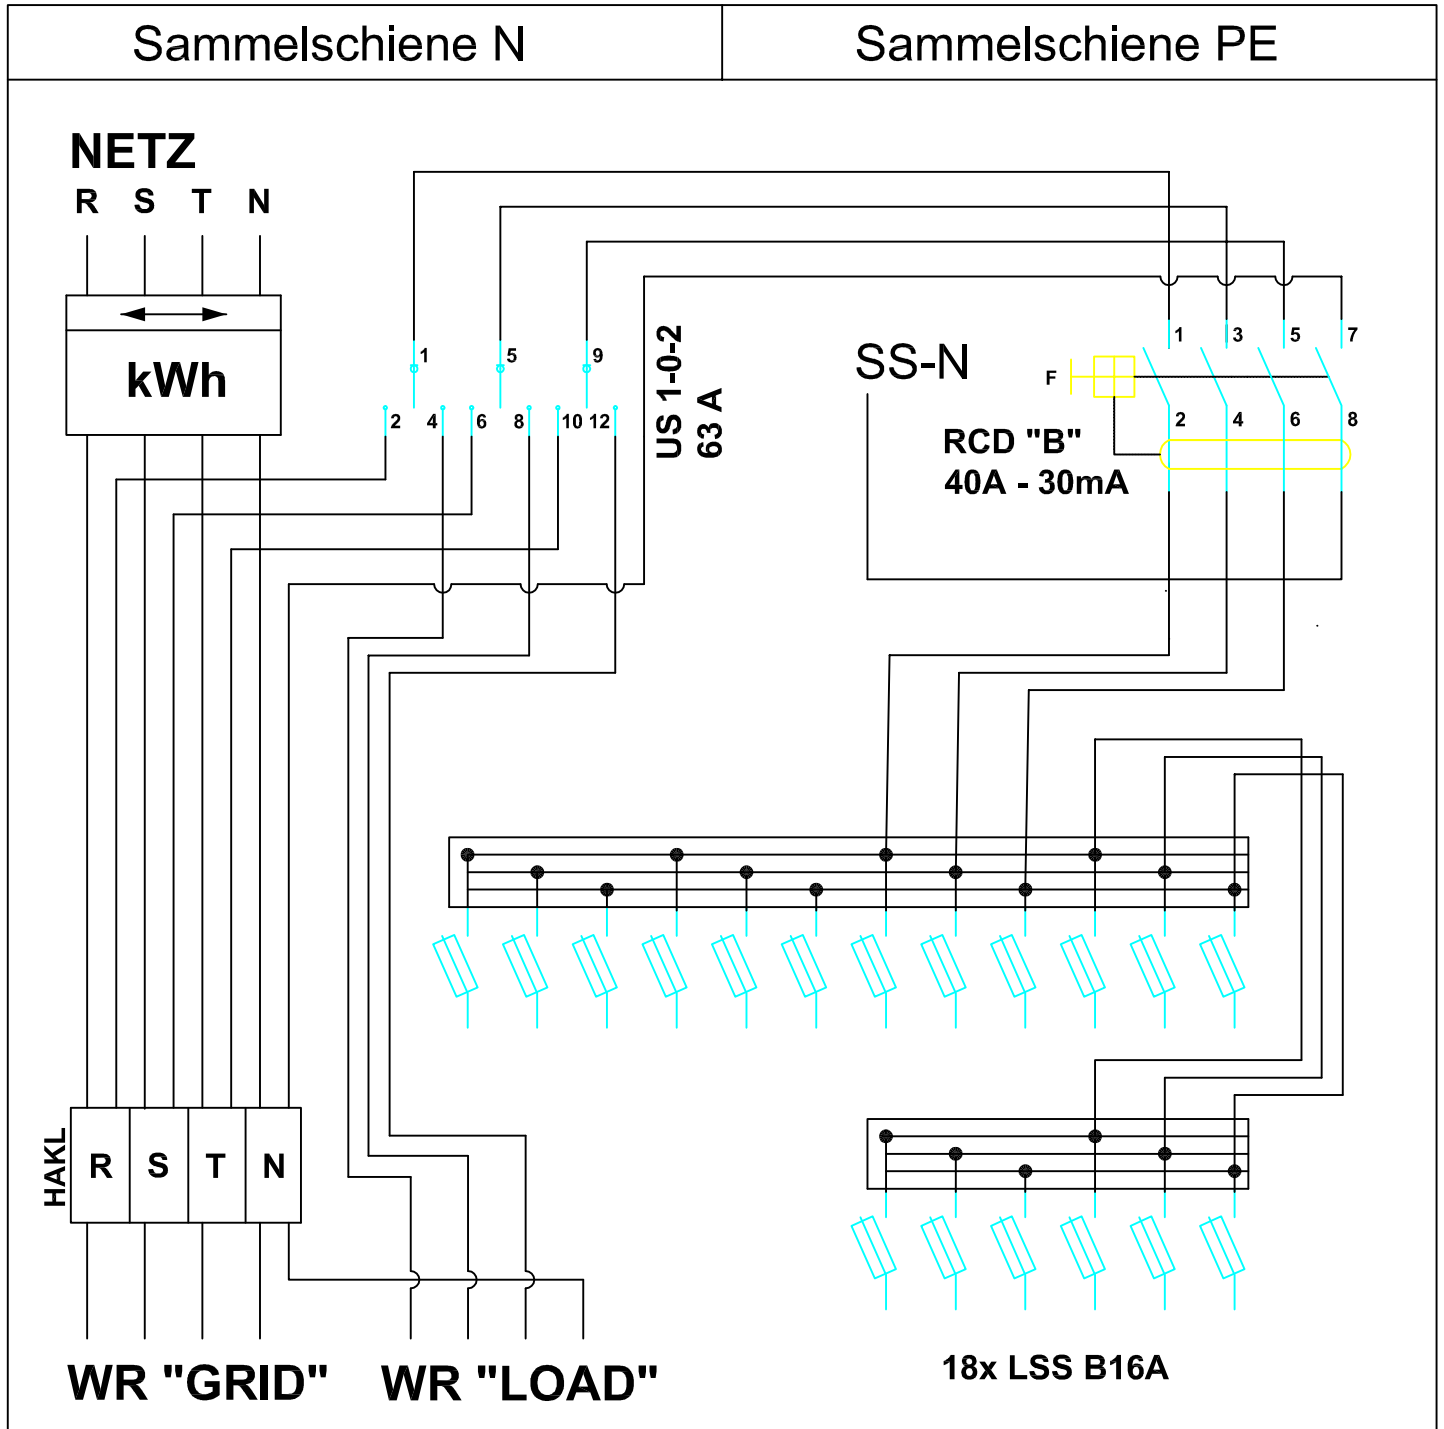 Sammelschiene N
Sammelschiene PE
NETZ
R S T N
kWh
1 5 9
2 4 6 8 10 12
US 1-0-2
63 A
SS-N
F
1 3 5 7
2 4 6 8
RCD "B"
40A - 30mA
HAKL
R S T N
WR "GRID"
WR "LOAD"
18x LSS B16A